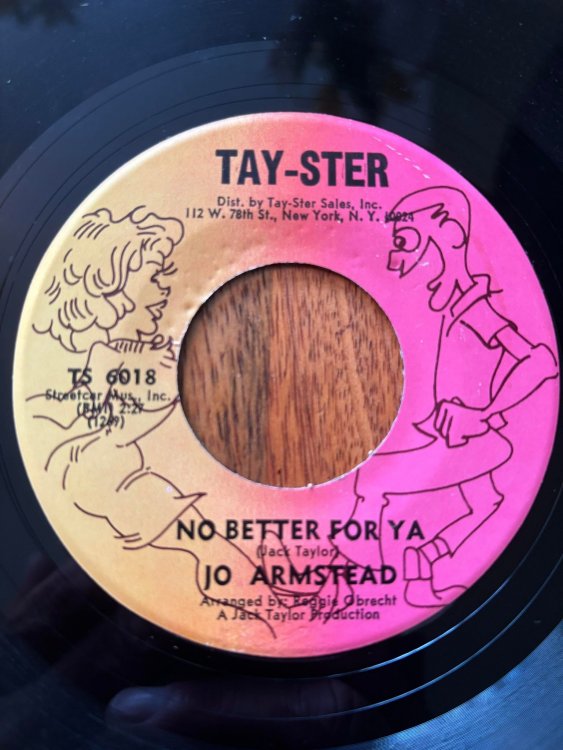 TAY-STER
Dist. by Tay-Ster Sales, Inc.
112 W. 78th St., New York, N. Y. 10024
TS 6018
Streetcar Mus., Inc.
(BMI) 2:27
(1269)
NO BETTER FOR YA
(Jack Taylor)
JO ARMSTEAD
Arranged by: Reggie Obrecht
A Jack Taylor Production